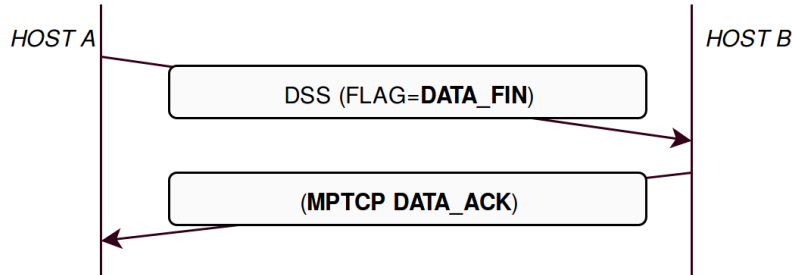 HOST A
HOST B
DSS (FLAG=DATA_FIN)
(MPTCP DATA_ACK)